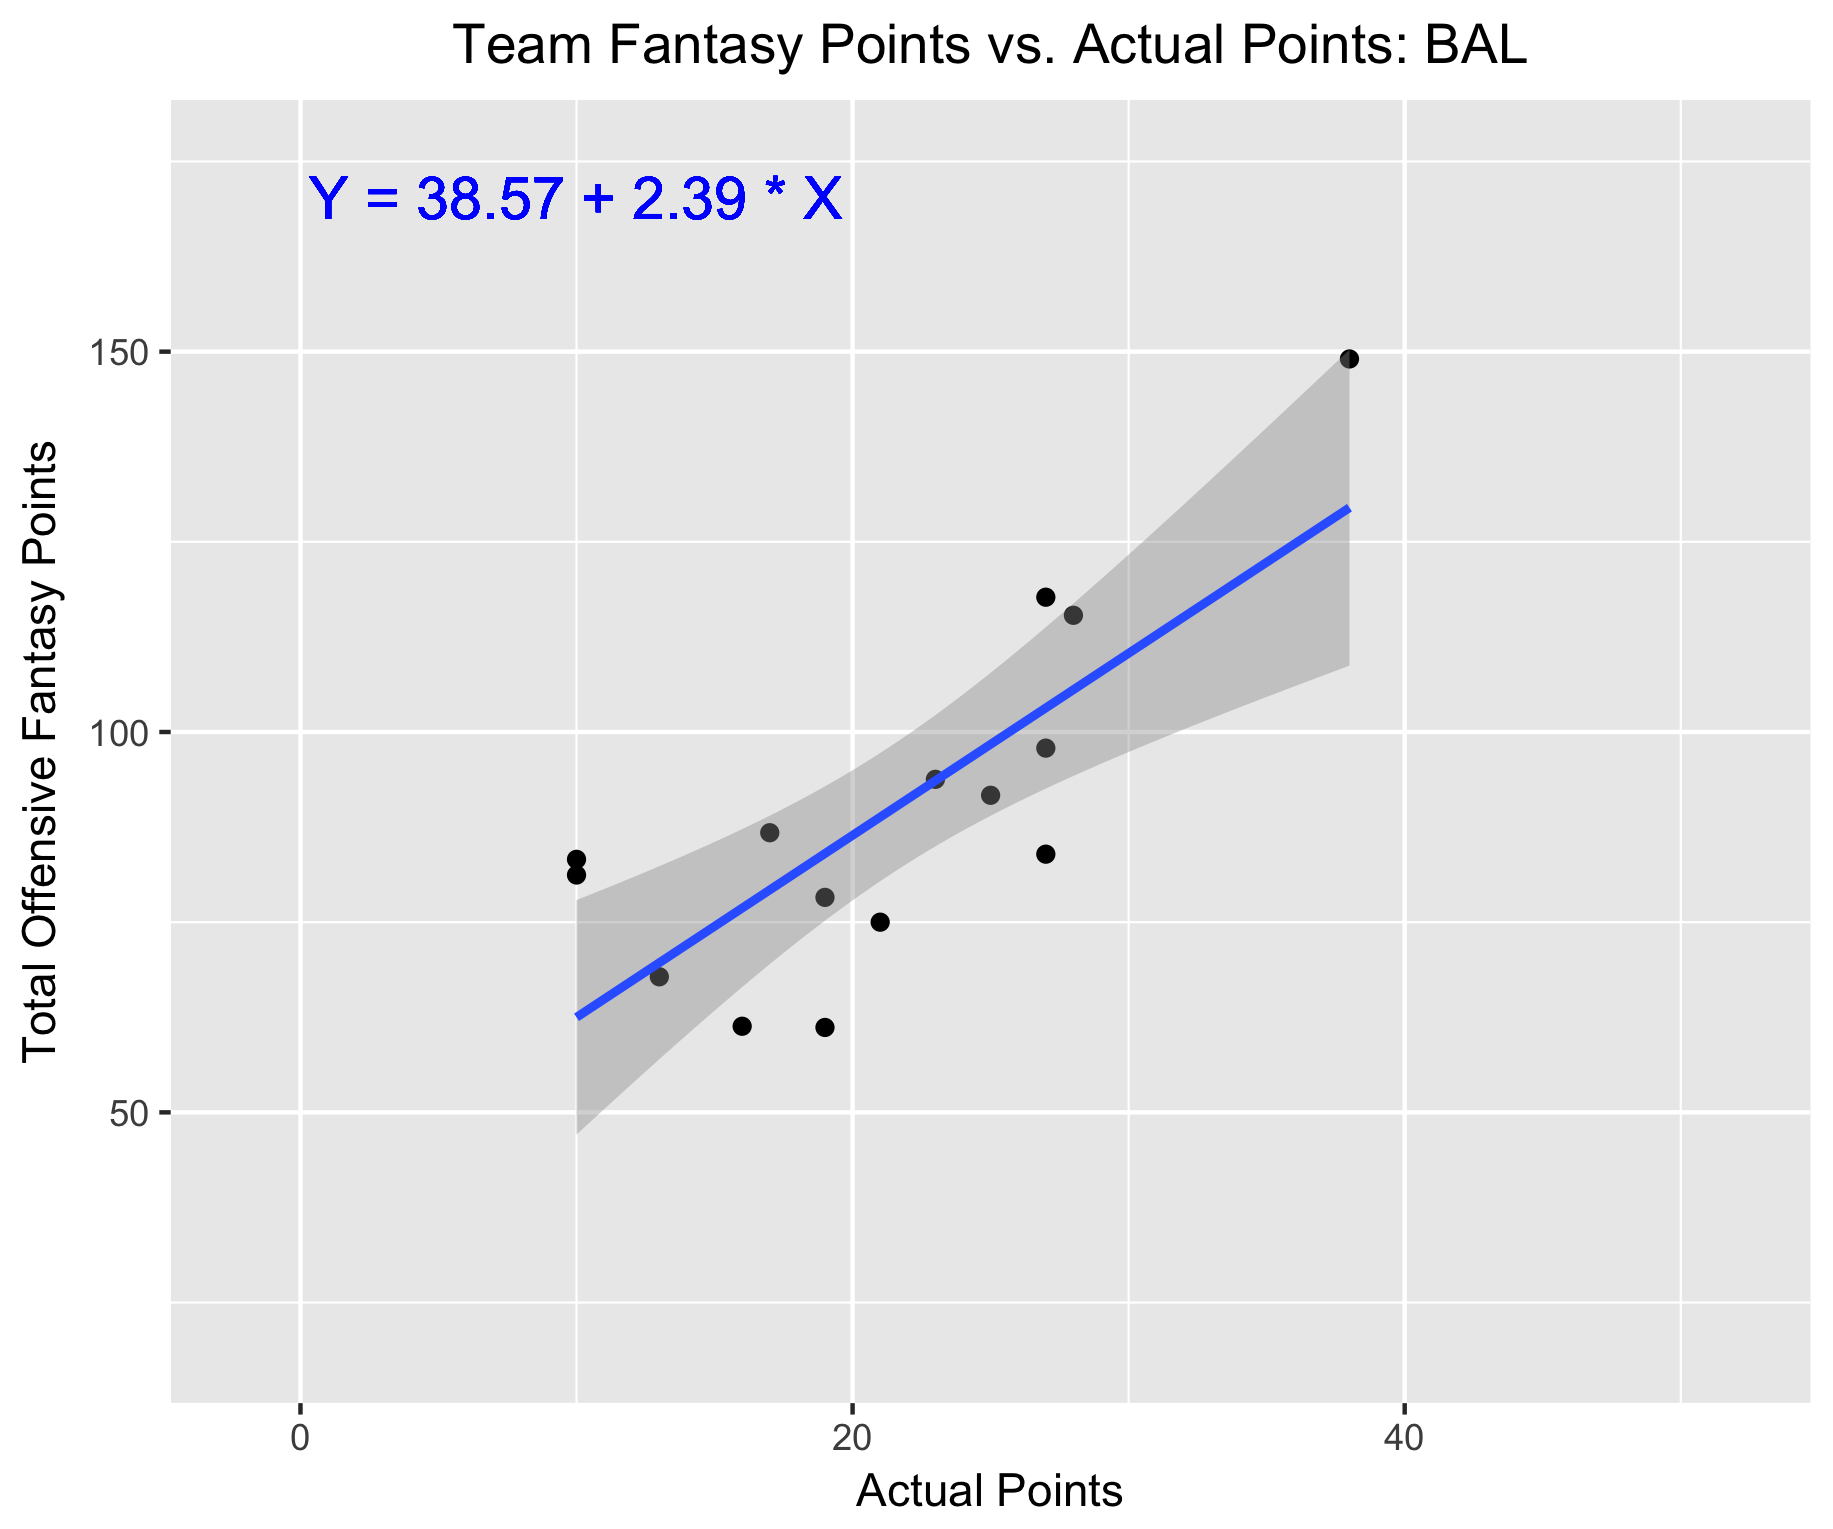 Team Fantasy Points vs. Actual Points: BAL
Y = 38.57 + 2.39 * X
Total Offensive Fantasy Points
150
100
50
0
20
40
Actual Points